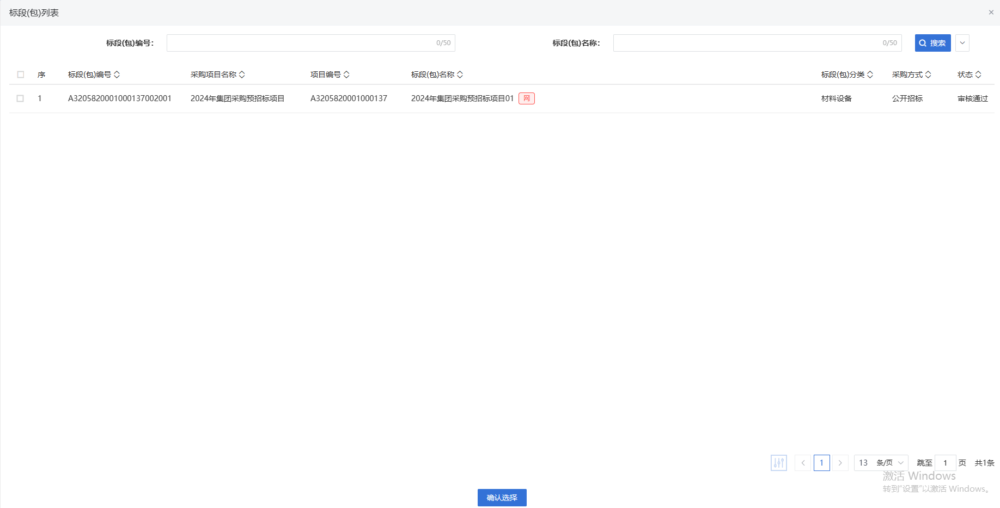 标段(包)列表
标段(包)编号： 0/50 标段(包)名称： 0/50 搜索
序 标段(包)编号 采购项目名称 项目编号 标段(包)名称 标段(包)分类 采购方式 状态
1 A3205820001000137002001 2024年集团采购预招标项目 A3205820001000137 2024年集团采购预招标项目01 网 材料设备 公开招标 审核通过
1 13 条/页 跳至 1 页 共1条
激活 Windows
转到"设置"以激活 Windows。
确认选择